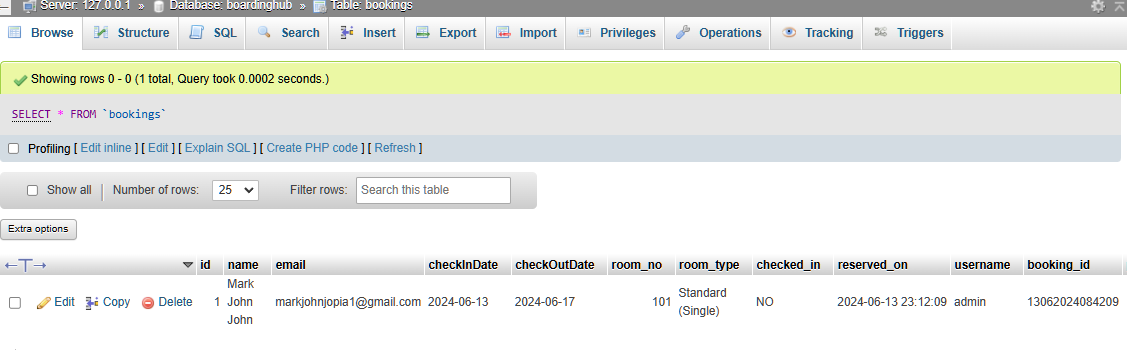 Server: 127.0.0.1 » Database: boardinghub » Table: bookings
Browse Structure SQL Search Insert Export Import Privileges Operations Tracking Triggers
Showing rows 0 - 0 (1 total, Query took 0.0002 seconds.)
SELECT * FROM `bookings`
Profiling [ Edit inline ] [ Edit ] [ Explain SQL ] [ Create PHP code ] [ Refresh ]
Show all Number of rows: 25 Filter rows: Search this table
Extra options
←T→ id name email checkInDate checkOutDate room_no room_type checked_in reserved_on username booking_id
Edit Copy Delete 1 Mark John John markjohnjopia1@gmail.com 2024-06-13 2024-06-17 101 Standard (Single) NO 2024-06-13 23:12:09 admin 13062024084209